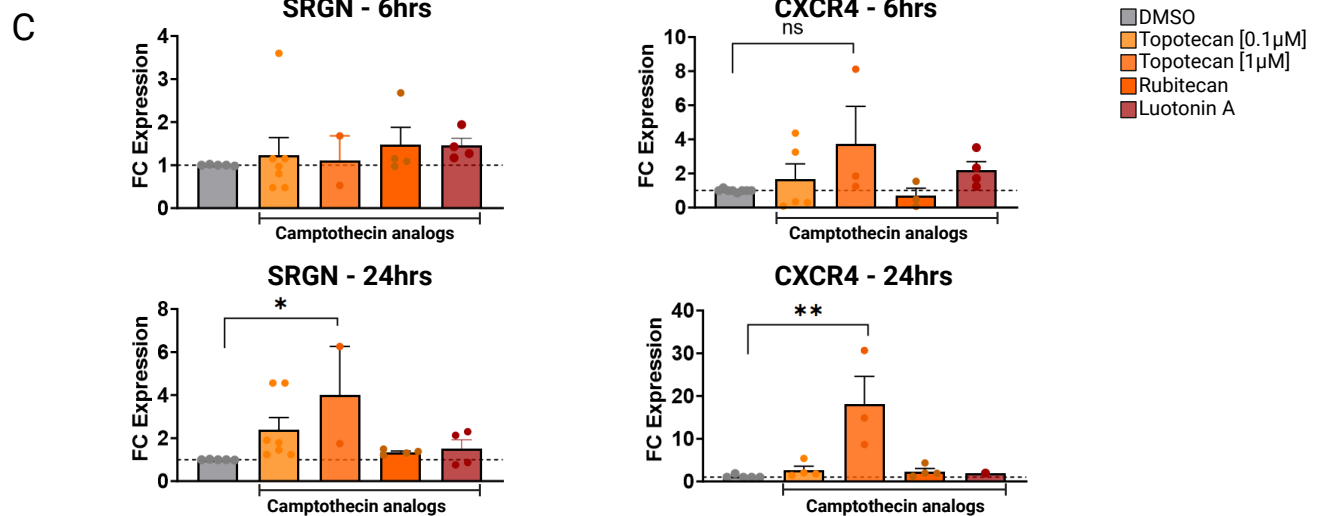 C
SRGN - 6hrs
FC Expression
4
3
2
1
0
Camptothecin analogs
CXCR4 - 6hrs
ns
FC Expression
10
8
6
4
2
0
Camptothecin analogs
DMSO
Topotecan [0.1µM]
Topotecan [1µM]
Rubitecan
Luotonin A
SRGN - 24hrs
*
FC Expression
8
6
4
2
0
Camptothecin analogs
CXCR4 - 24hrs
**
FC Expression
40
30
20
10
0
Camptothecin analogs